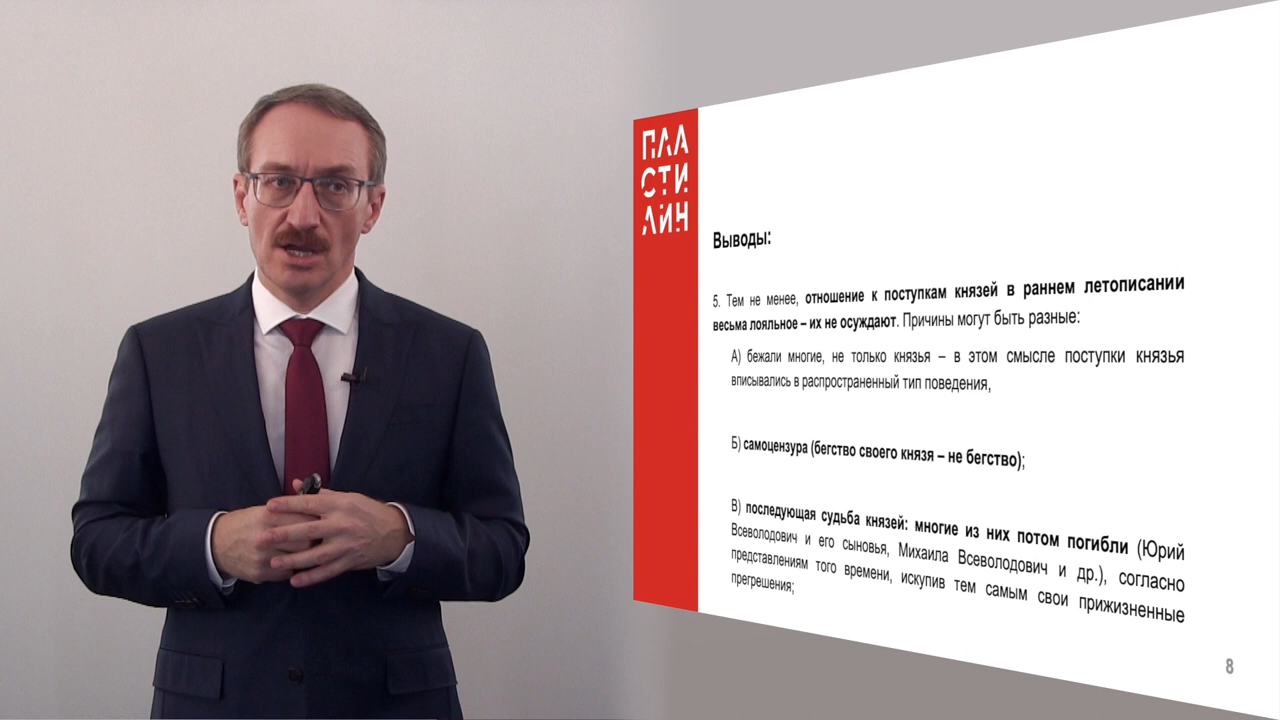 ПЛА
СТИ
ЛИН
Выводы:
5. Тем не менее, отношение к поступкам князей в раннем летописании
весьма лояльное – их не осуждают. Причины могут быть разные:
А) бежали многие, не только князья – в этом смысле поступки князья
вписывались в распространенный тип поведения,
Б) самоцензура (бегство своего князя – не бегство);
В) последующая судьба князей: многие из них потом погибли (Юрий
Всеволодович и его сыновья, Михаила Всеволодович и др.), согласно
представлениям того времени, искупив тем самым свои прижизненные
прегрешения;
8